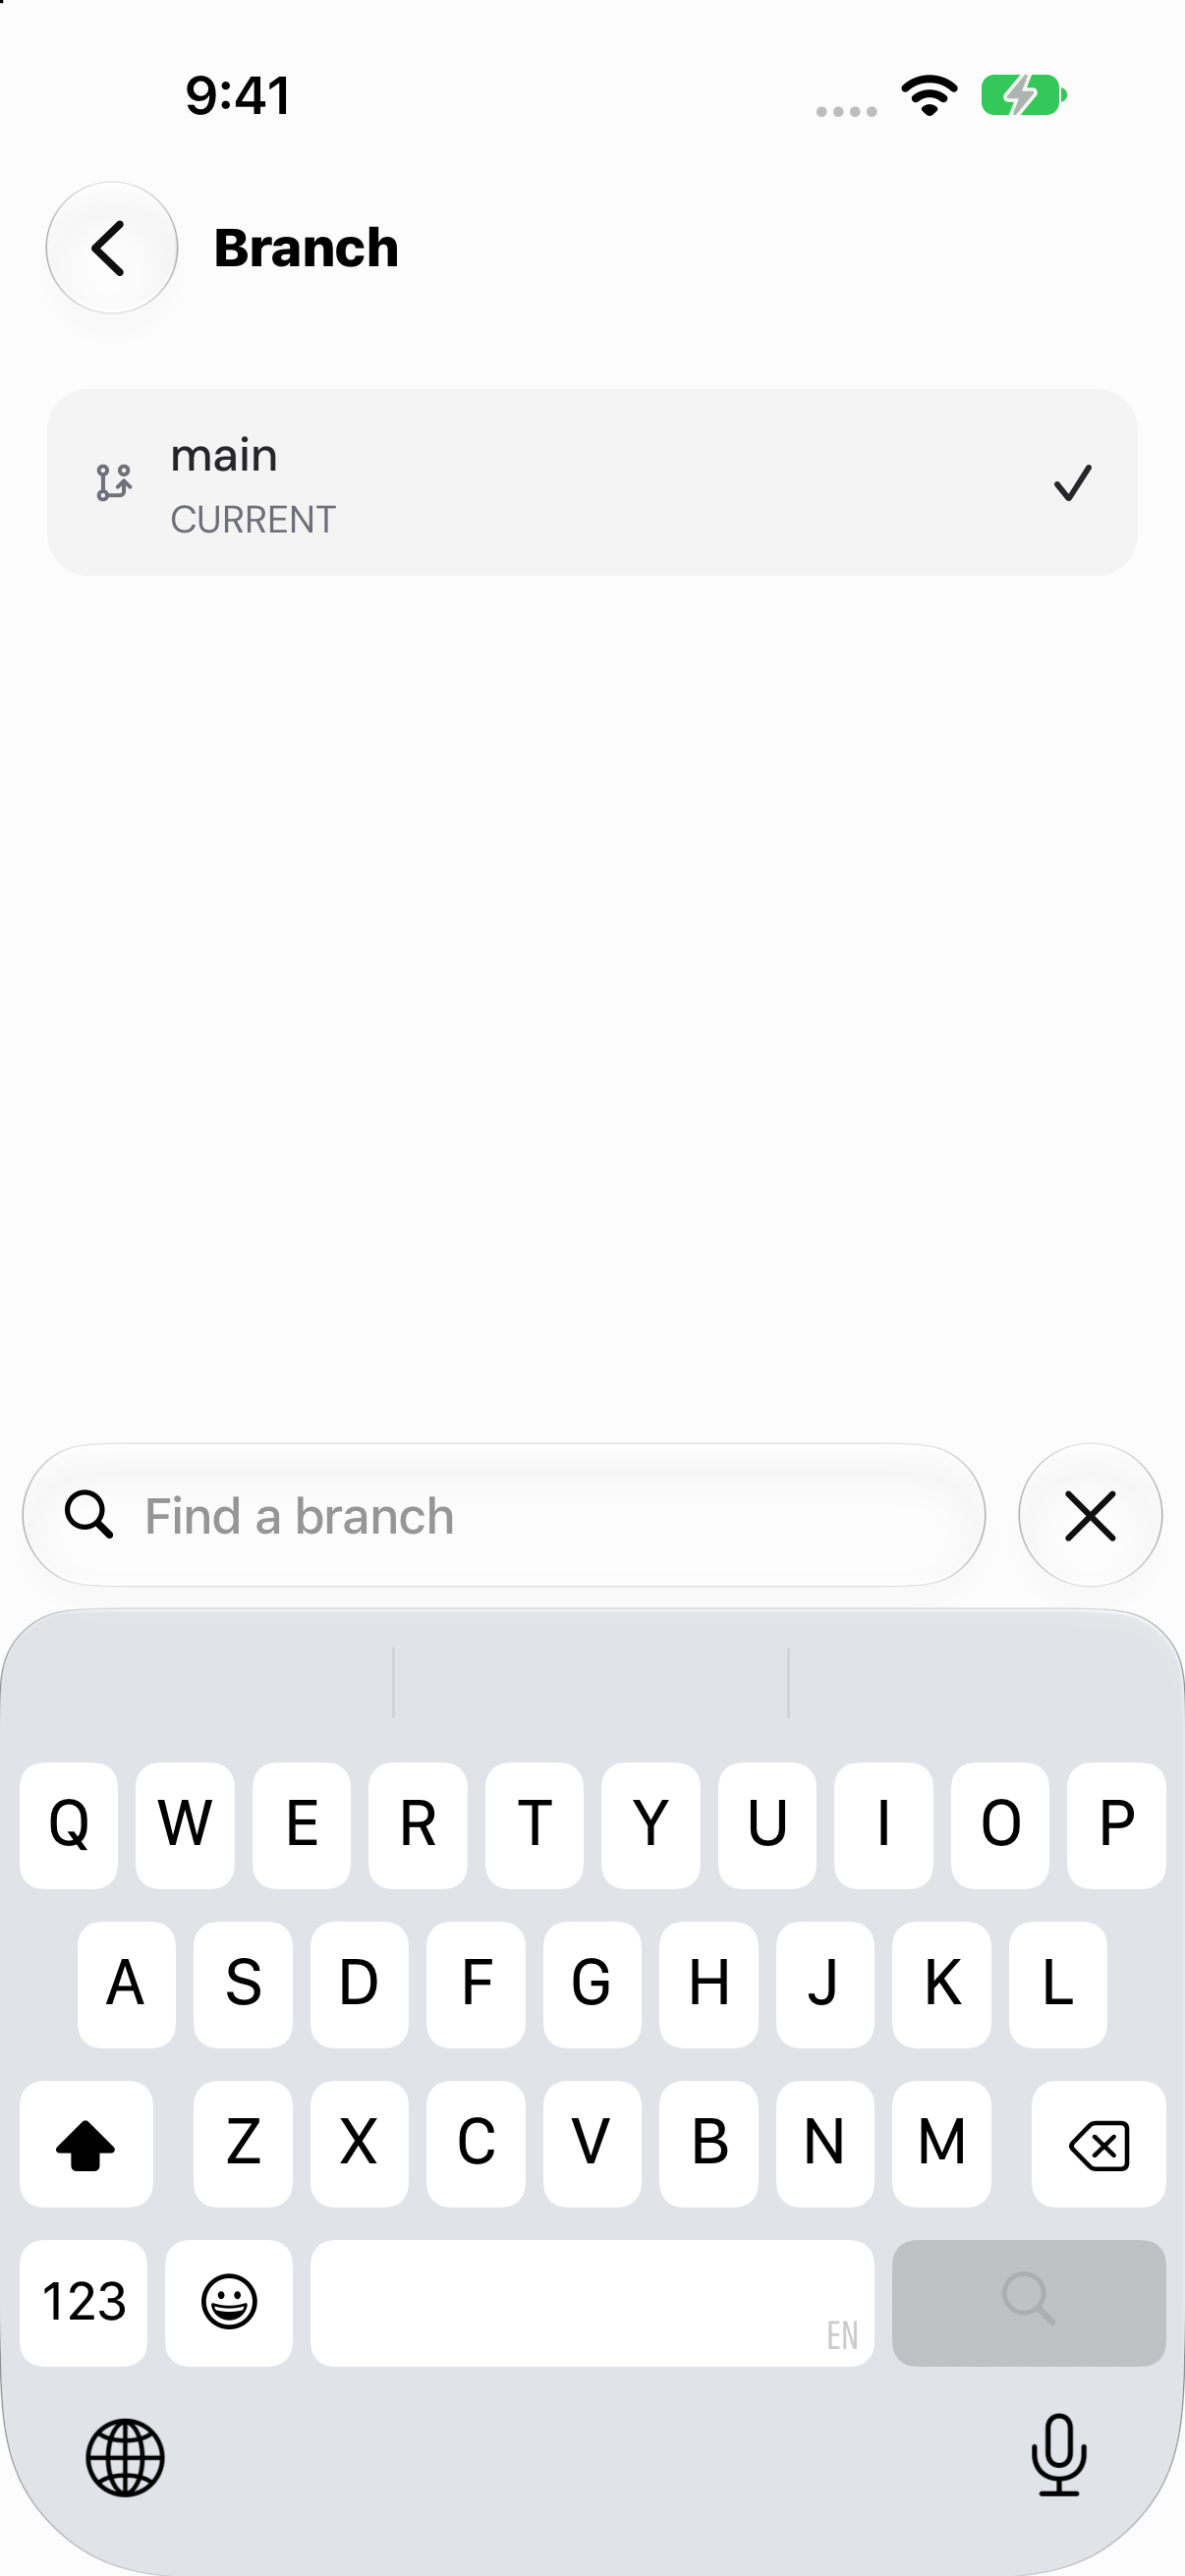 9:41
Branch
main
CURRENT
Find a branch
Q W E R T Y U I O P
A S D F G H J K L
Z X C V B N M
123
EN